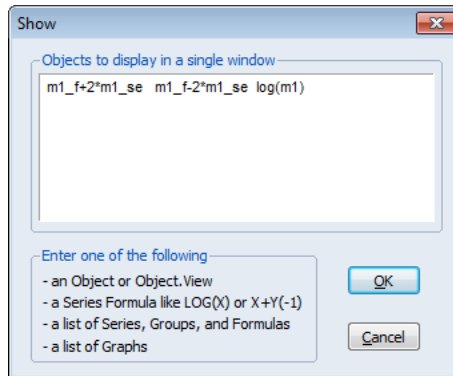 Show
Objects to display in a single window
m1_f+2*m1_se m1_f-2*m1_se log(m1)
Enter one of the following
- an Object or Object.View
- a Series Formula like LOG(X) or X+Y(-1)
- a list of Series, Groups, and Formulas
- a list of Graphs
OK
Cancel